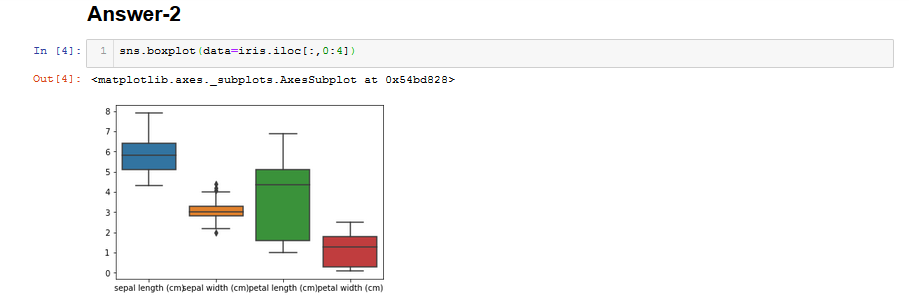 Answer-2
In [4]: 1 sns.boxplot(data=iris.iloc[:,0:4])
Out[4]: <matplotlib.axes._subplots.AxesSubplot at 0x54bd828>
8
7
6
5
4
3
2
1
0
sepal length (cm) sepal width (cm) petal length (cm) petal width (cm)